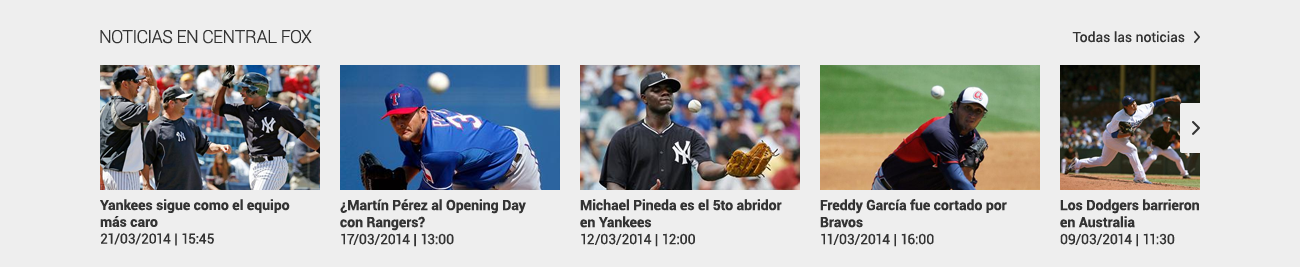 NOTICIAS EN CENTRAL FOX
Todas las noticias
Yankees sigue como el equipo
más caro
21/03/2014 | 15:45
¿Martín Pérez al Opening Day
con Rangers?
17/03/2014 | 13:00
Michael Pineda es el 5to abridor
en Yankees
12/03/2014 | 12:00
Freddy García fue cortado por
Bravos
11/03/2014 | 16:00
Los Dodgers barrieron
en Australia
09/03/2014 | 11:30